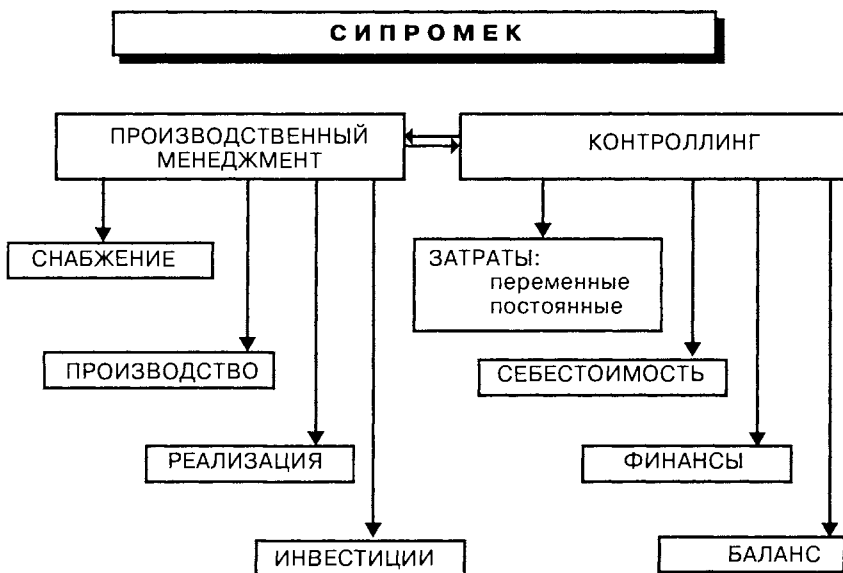 СИПРОМЕК
ПРОИЗВОДСТВЕННЫЙ
МЕНЕДЖМЕНТ
КОНТРОЛЛИНГ
СНАБЖЕНИЕ
ЗАТРАТЫ:
переменные
постоянные
ПРОИЗВОДСТВО
СЕБЕСТОИМОСТЬ
РЕАЛИЗАЦИЯ
ФИНАНСЫ
ИНВЕСТИЦИИ
БАЛАНС